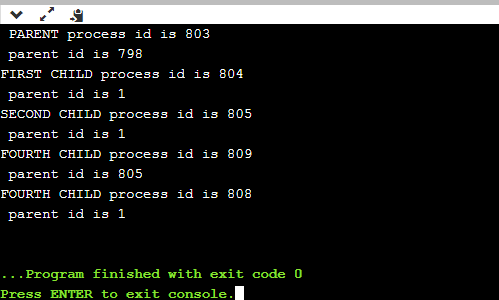 PARENT process id is 803
parent id is 798
FIRST CHILD process id is 804
parent id is 1
SECOND CHILD process id is 805
parent id is 1
FOURTH CHILD process id is 809
parent id is 805
FOURTH CHILD process id is 808
parent id is 1
...Program finished with exit code 0
Press ENTER to exit console.